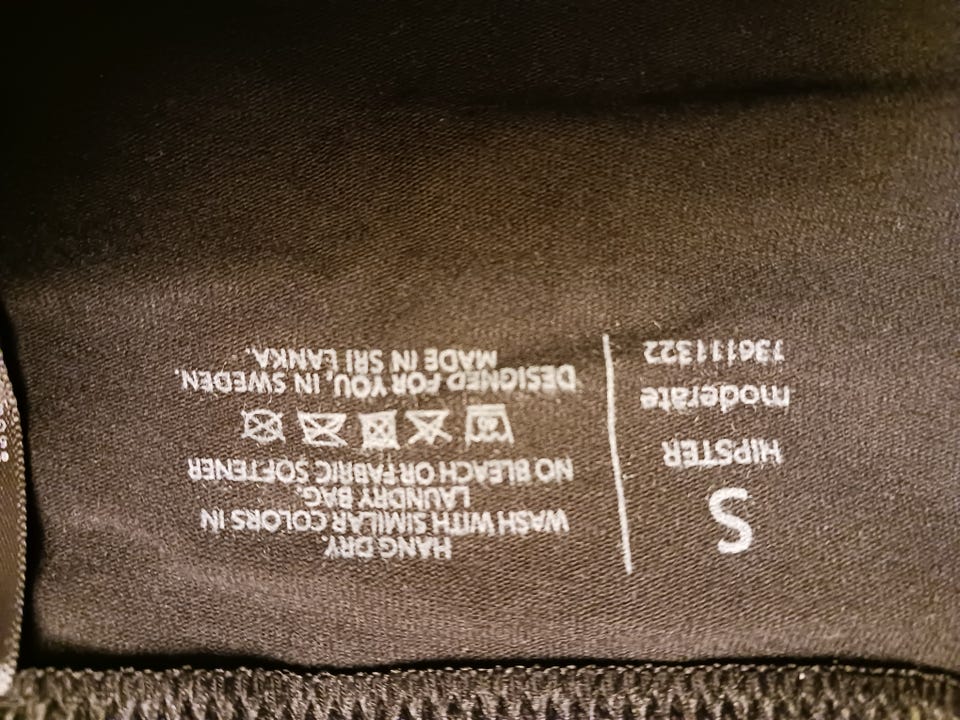 S
HIPSTER
moderate
HANG DRY.
WASH WITH SIMILAR COLORS IN
LAUNDRY BAG.
NO BLEACH OR FABRIC SOFTENER
DESIGNED FOR YOU, IN SWEDEN.
MADE IN SRI LANKA.